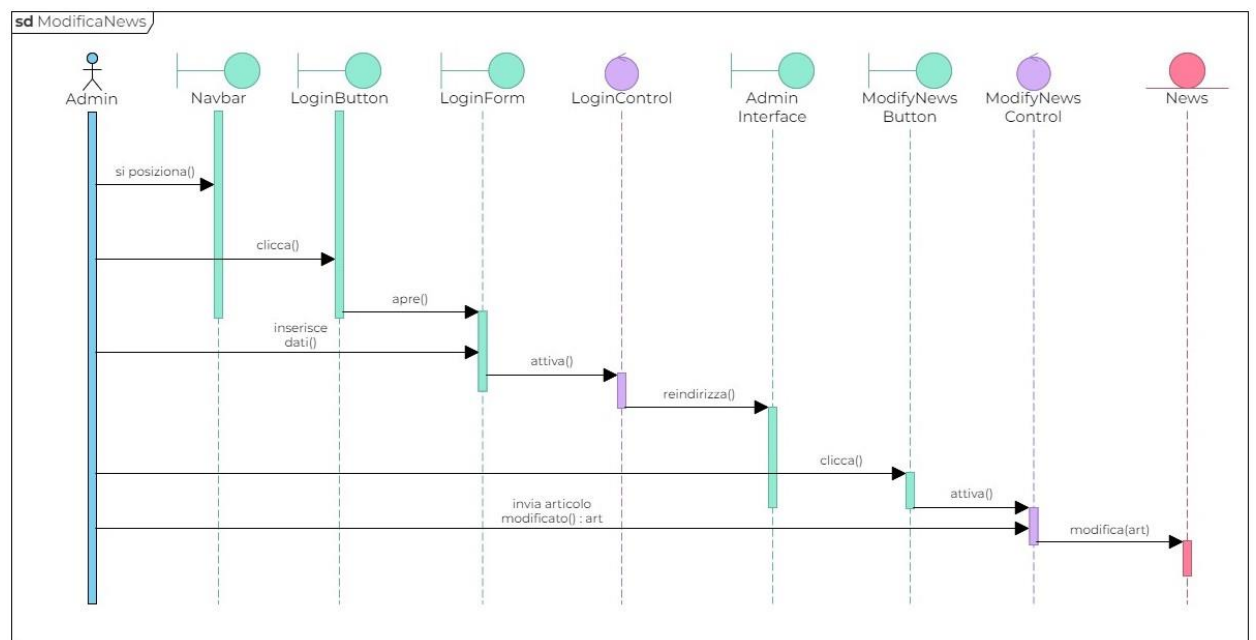 sd ModificaNews
Admin
Navbar
LoginButton
LoginForm
LoginControl
Admin
Interface
ModifyNews
Button
ModifyNews
Control
News
si posiziona()
clicca()
apre()
inserisce
dati()
attiva()
reindirizza()
clicca()
attiva()
invia articolo
modificato() : art
modifica(art)